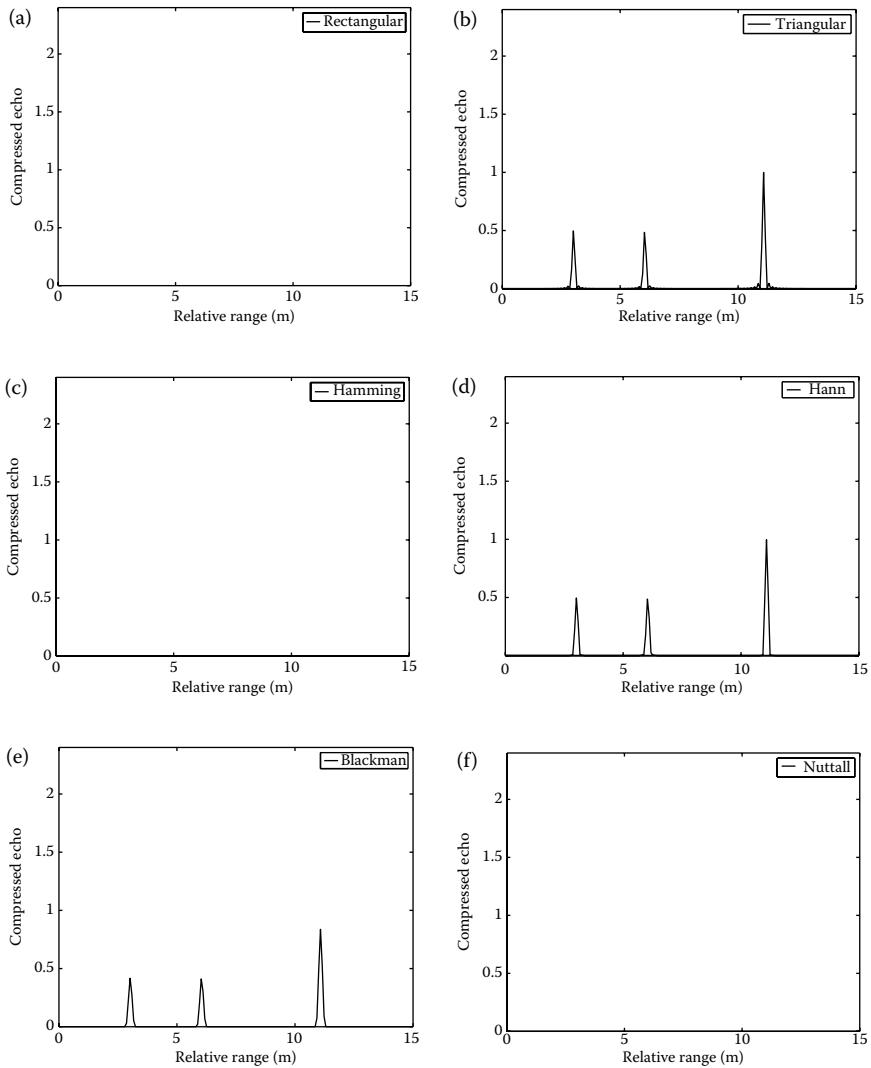 (a)
Rectangular
Compressed echo
2
1.5
1
0.5
0
0 5 10 15
Relative range (m)
(b)
Triangular
Compressed echo
2
1.5
1
0.5
0
0 5 10 15
Relative range (m)
(c)
Hamming
Compressed echo
2
1.5
1
0.5
0
0 5 10 15
Relative range (m)
(d)
Hann
Compressed echo
2
1.5
1
0.5
0 5 10 15
Relative range (m)
(e)
Blackman
Compressed echo
2
1.5
1
0.5
0
0 5 10 15
Relative range (m)
(f)
Nuttall
Compressed echo
2
1.5
1
0.5
0
0 5 10 15
Relative range (m)